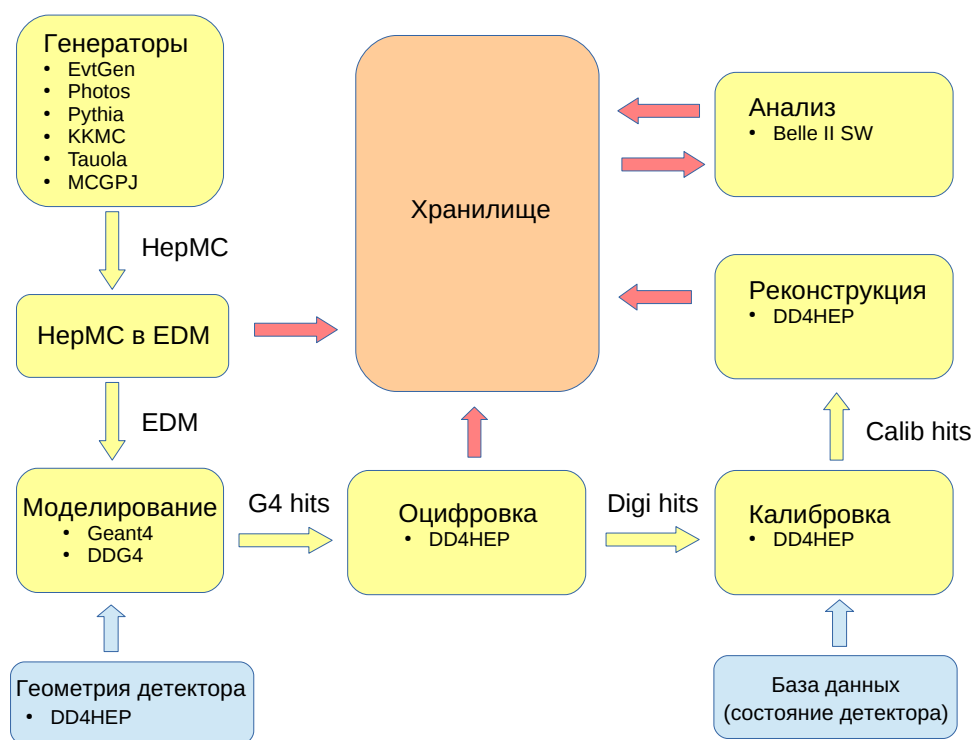 Генераторы
• EvtGen
• Photos
• Pythia
• KKMC
• Tauola
• MCGPJ
HepMC
HepMC в EDM
EDM
Моделирование
• Geant4
• DDG4
Геометрия детектора
• DD4HEP
G4 hits
Хранилище
Оцифровка
• DD4HEP
Digi hits
Анализ
• Belle II SW
Реконструкция
• DD4HEP
Calib hits
Калибровка
• DD4HEP
База данных
(состояние детектора)